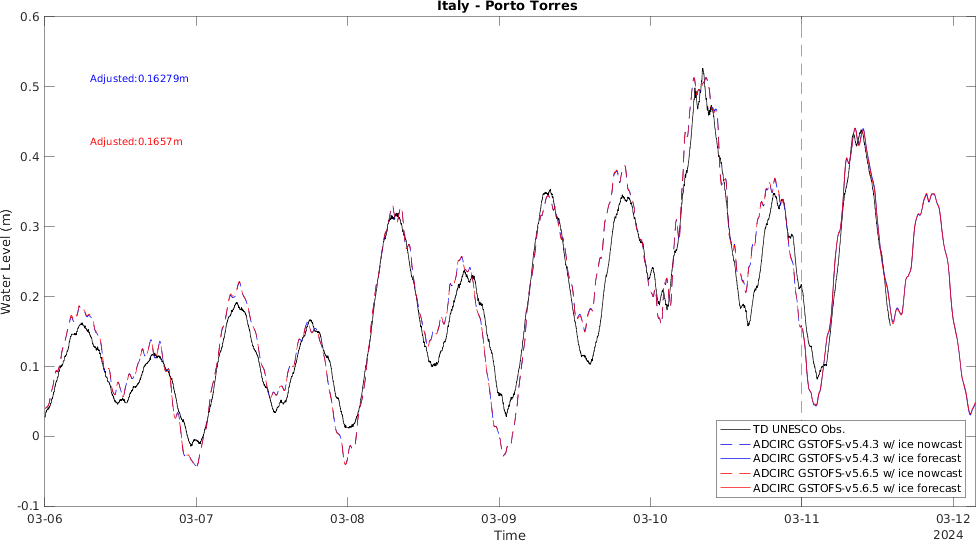 Italy - Porto Torres
0.6
0.5
0.4
0.3
0.2
0.1
0
-0.1
Water Level (m)
Adjusted:0.16279m
Adjusted:0.1657m
TD UNESCO Obs.
ADCIRC GSTOFS-v5.4.3 w/ ice nowcast
ADCIRC GSTOFS-v5.4.3 w/ ice forecast
ADCIRC GSTOFS-v5.6.5 w/ ice nowcast
ADCIRC GSTOFS-v5.6.5 w/ ice forecast
03-06 03-07 03-08 03-09 03-10 03-11 03-12
2024
Time